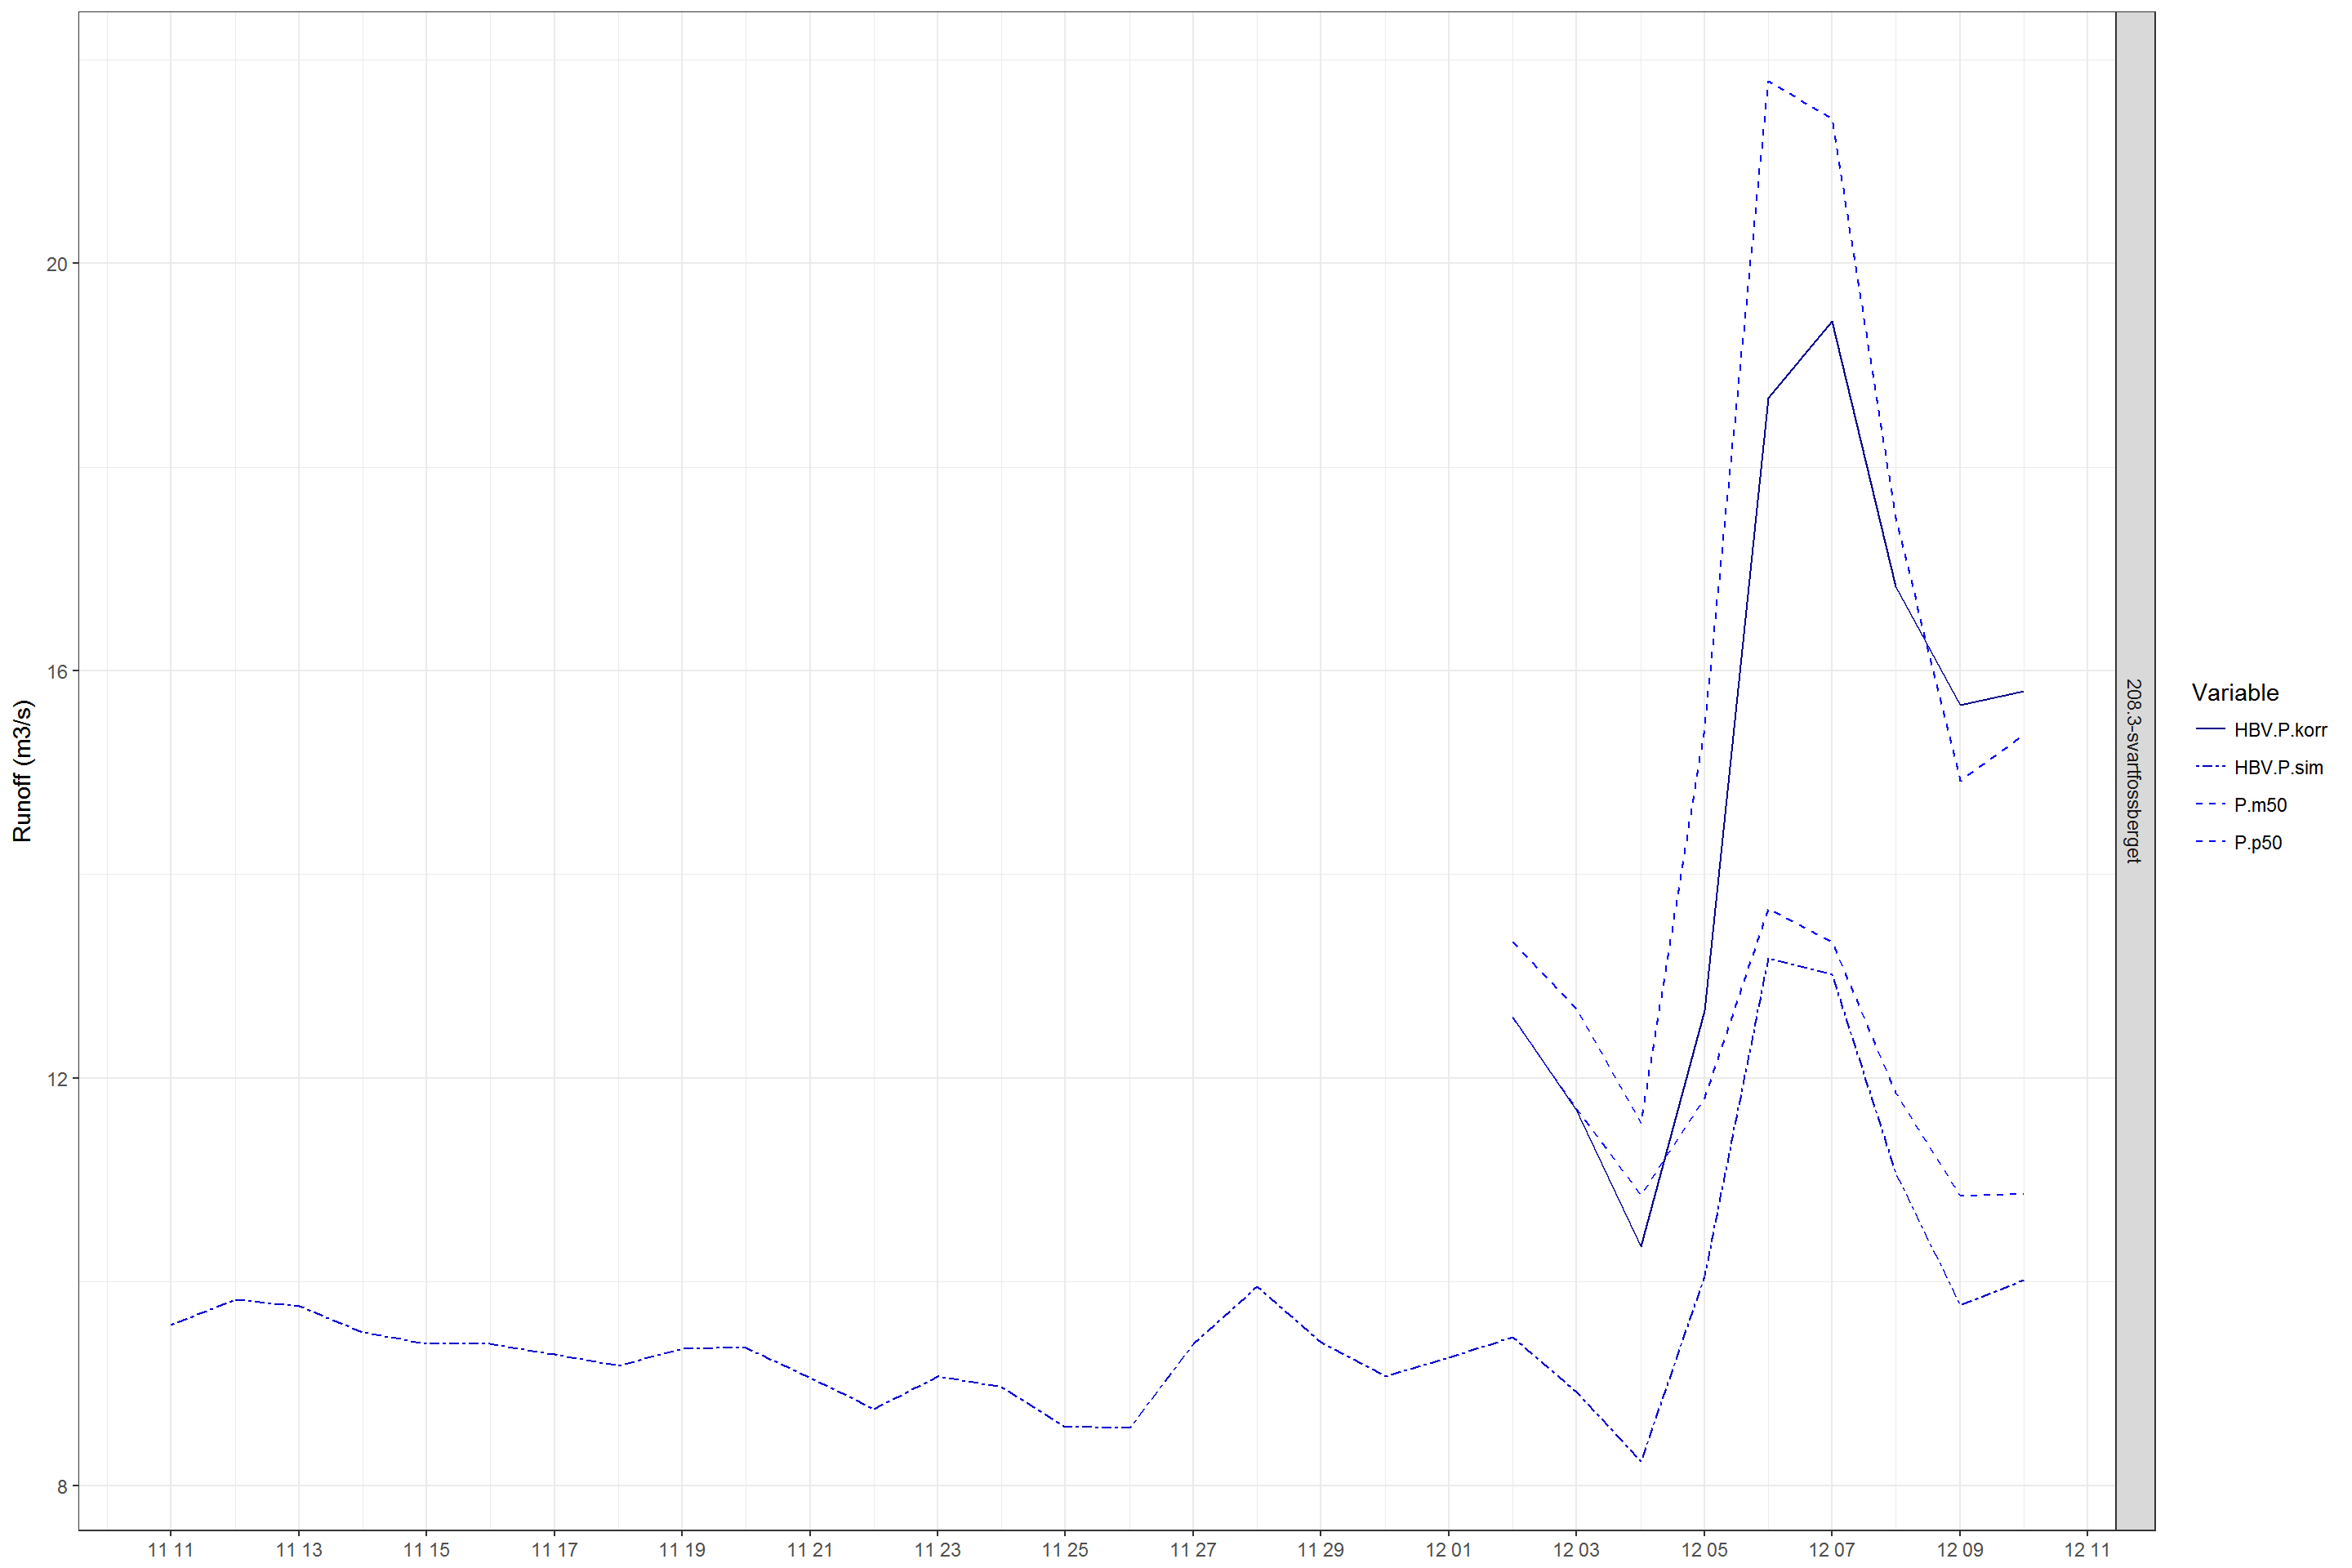 20
16
12
8
Runoff (m3/s)
11 11
11 13
11 15
11 17
11 19
11 21
11 23
11 25
11 27
11 29
12 01
12 03
12 05
12 07
12 09
12 11
208.3-svartfossberget
Variable
HBV.P.korr
HBV.P.sim
P.m50
P.p50